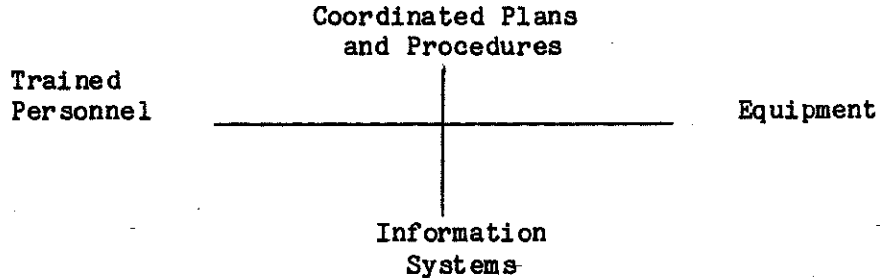 Coordinated Plans
and Procedures
Trained
Personnel
Equipment
Information
Systems